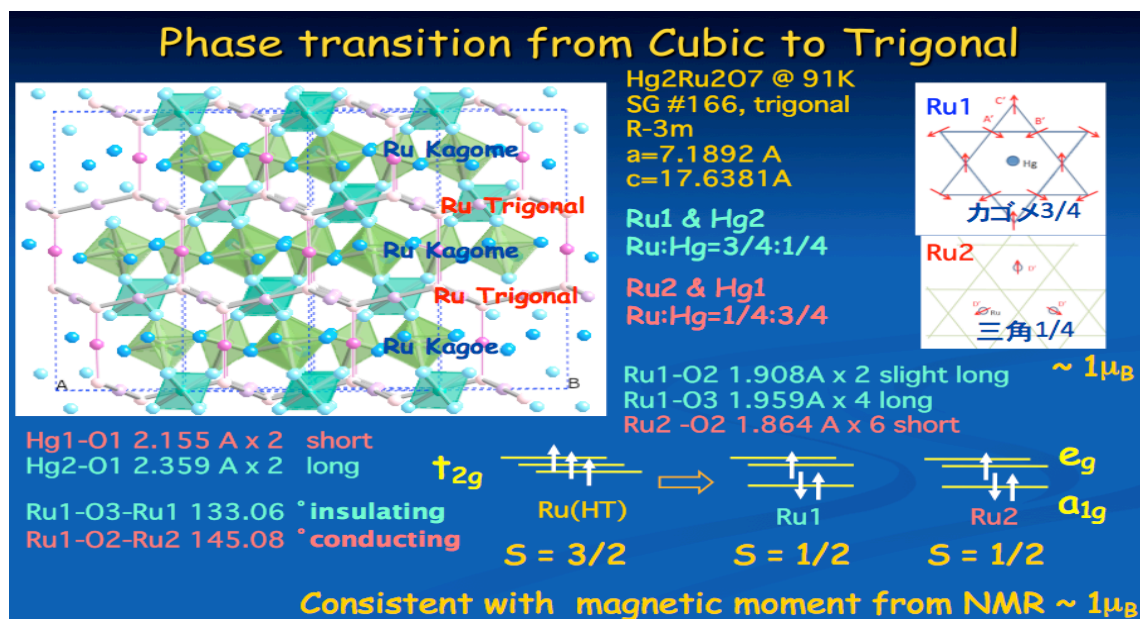 Phase transition from Cubic to Trigonal
Ru Kagome
Ru Trigonal
Ru Kagome
Ru Trigonal
Ru Kagoe
A
B
Hg2Ru2O7 @ 91K
SG #166, trigonal
R-3m
a=7.1892 A
c=17.6381A
Ru1 & Hg2
Ru:Hg=3/4:1/4
Ru2 & Hg1
Ru:Hg=1/4:3/4
Ru1
C'
A'
B'
Hg
カゴメ3/4
Ru2
D'
D'
Ru
D'
三角1/4
~ 1μB
Ru1-O2 1.908A x 2 slight long
Ru1-O3 1.959A x 4 long
Ru2 -O2 1.864 A x 6 short
Hg1-O1 2.155 A x 2 short
Hg2-O1 2.359 A x 2 long
Ru1-O3-Ru1 133.06 °insulating
Ru1-O2-Ru2 145.08 °conducting
t2g
Ru(HT)
Ru1
Ru2
eg
a1g
S = 3/2
S = 1/2
S = 1/2
Consistent with magnetic moment from NMR ~ 1μB